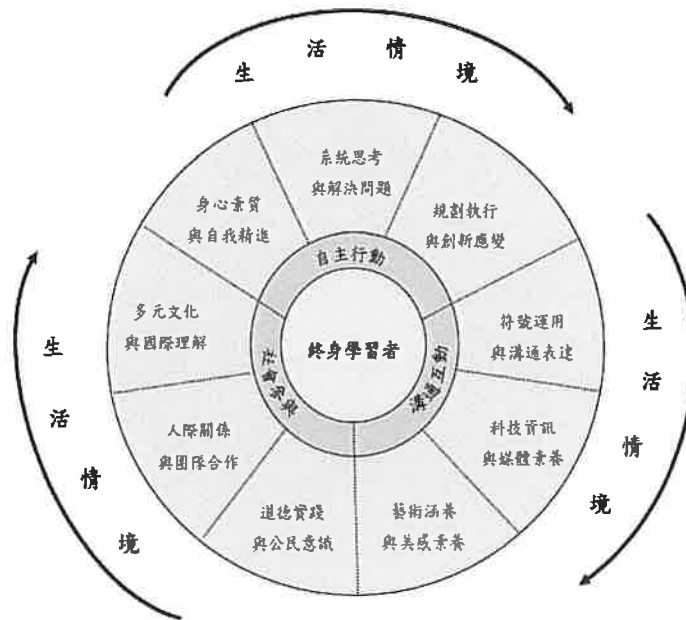 生活情境
系統思考
與解決問題
身心素質
與自我精進
規劃執行
與創新應變
自主行動
多元文化
與國際理解
符號運用
與溝通表達
終身學習者
社會參與
溝通互動
生活情境
生活情境
人際關係
與團隊合作
科技資訊
與媒體素養
道德實踐
與公民意識
藝術涵養
與美感素養